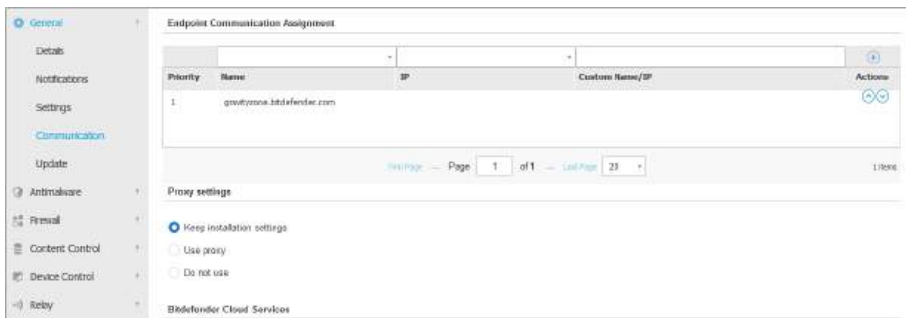 General
Details
Notifications
Settings
Communication
Update
Antimalware
Firewall
Content Control
Device Control
Relay
Endpoint Communication Assignment
Priority Name IP Custom Name/IP Actions
1 gravityzone.bitdefender.com
First Page — Page 1 of 1 — Last Page 20 1 items
Proxy settings
Keep installation settings
Use proxy
Do not use
Bitdefender Cloud Services